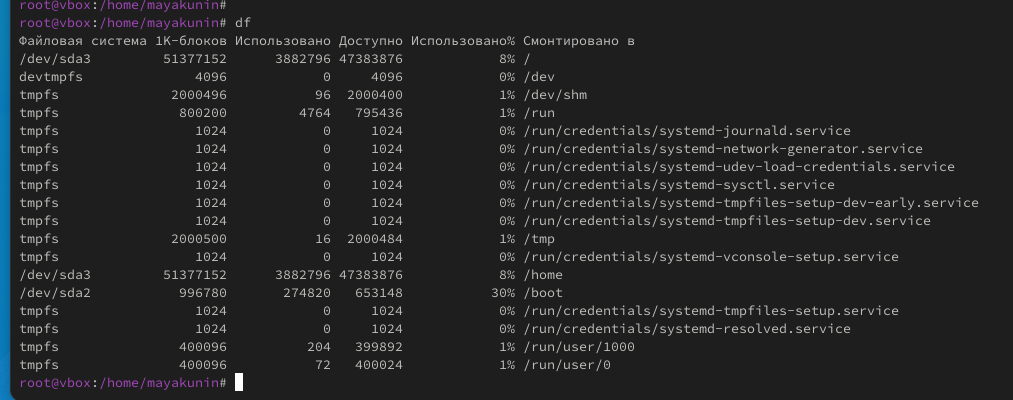 root@vbox:/home/mayakunin#
root@vbox:/home/mayakunin# df
Файловая система 1K-блоков Использовано Доступно Использовано% Смонтировано в
/dev/sda3 51377152 3882796 47383876 8% /
devtmpfs 4096 0 4096 0% /dev
tmpfs 2000496 96 2000400 1% /dev/shm
tmpfs 800200 4764 795436 1% /run
tmpfs 1024 0 1024 0% /run/credentials/systemd-journald.service
tmpfs 1024 0 1024 0% /run/credentials/systemd-network-generator.service
tmpfs 1024 0 1024 0% /run/credentials/systemd-udev-load-credentials.service
tmpfs 1024 0 1024 0% /run/credentials/systemd-sysctl.service
tmpfs 1024 0 1024 0% /run/credentials/systemd-tmpfiles-setup-dev-early.service
tmpfs 1024 0 1024 0% /run/credentials/systemd-tmpfiles-setup-dev.service
tmpfs 2000500 16 2000484 1% /tmp
tmpfs 1024 0 1024 0% /run/credentials/systemd-vconsole-setup.service
/dev/sda3 51377152 3882796 47383876 8% /home
/dev/sda2 996780 274820 653148 30% /boot
tmpfs 1024 0 1024 0% /run/credentials/systemd-tmpfiles-setup.service
tmpfs 1024 0 1024 0% /run/credentials/systemd-resolved.service
tmpfs 400096 204 399892 1% /run/user/1000
tmpfs 400096 72 400024 1% /run/user/0
root@vbox:/home/mayakunin#